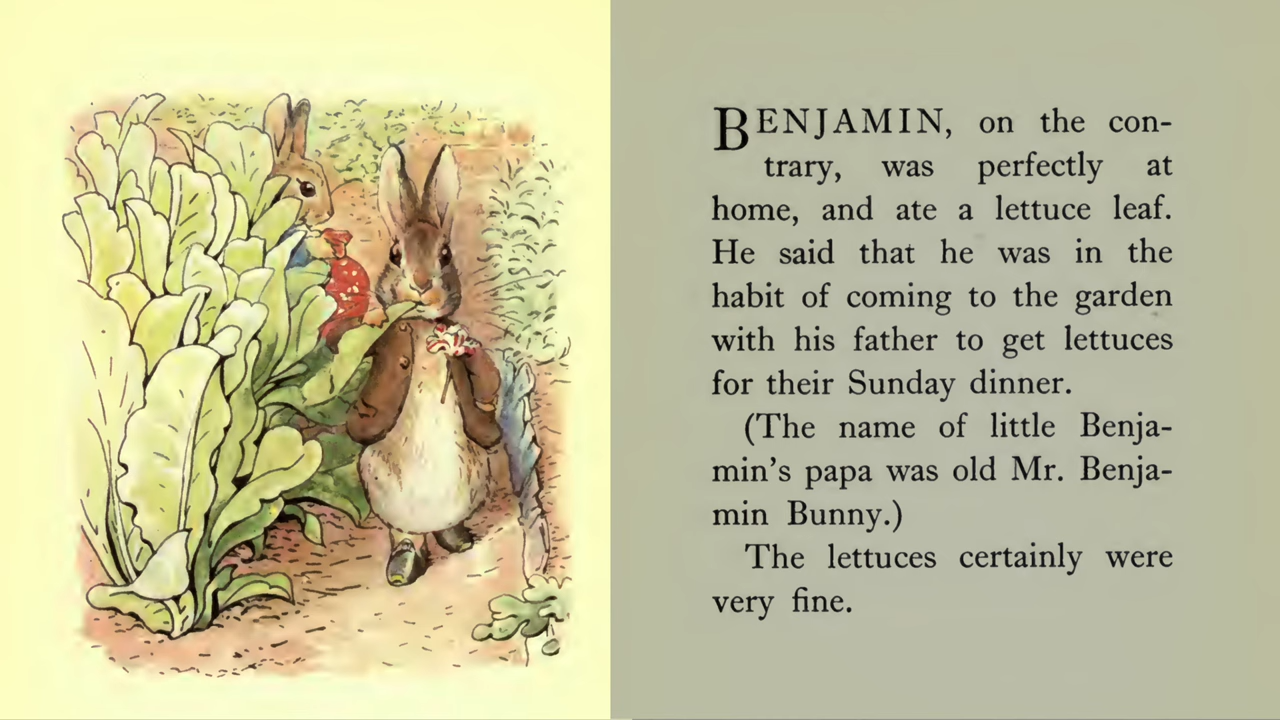 BENJAMIN, on the con-
trary, was perfectly at
home, and ate a lettuce leaf.
He said that he was in the
habit of coming to the garden
with his father to get lettuces
for their Sunday dinner.
(The name of little Benja-
min's papa was old Mr. Benja-
min Bunny.)
The lettuces certainly were
very fine.